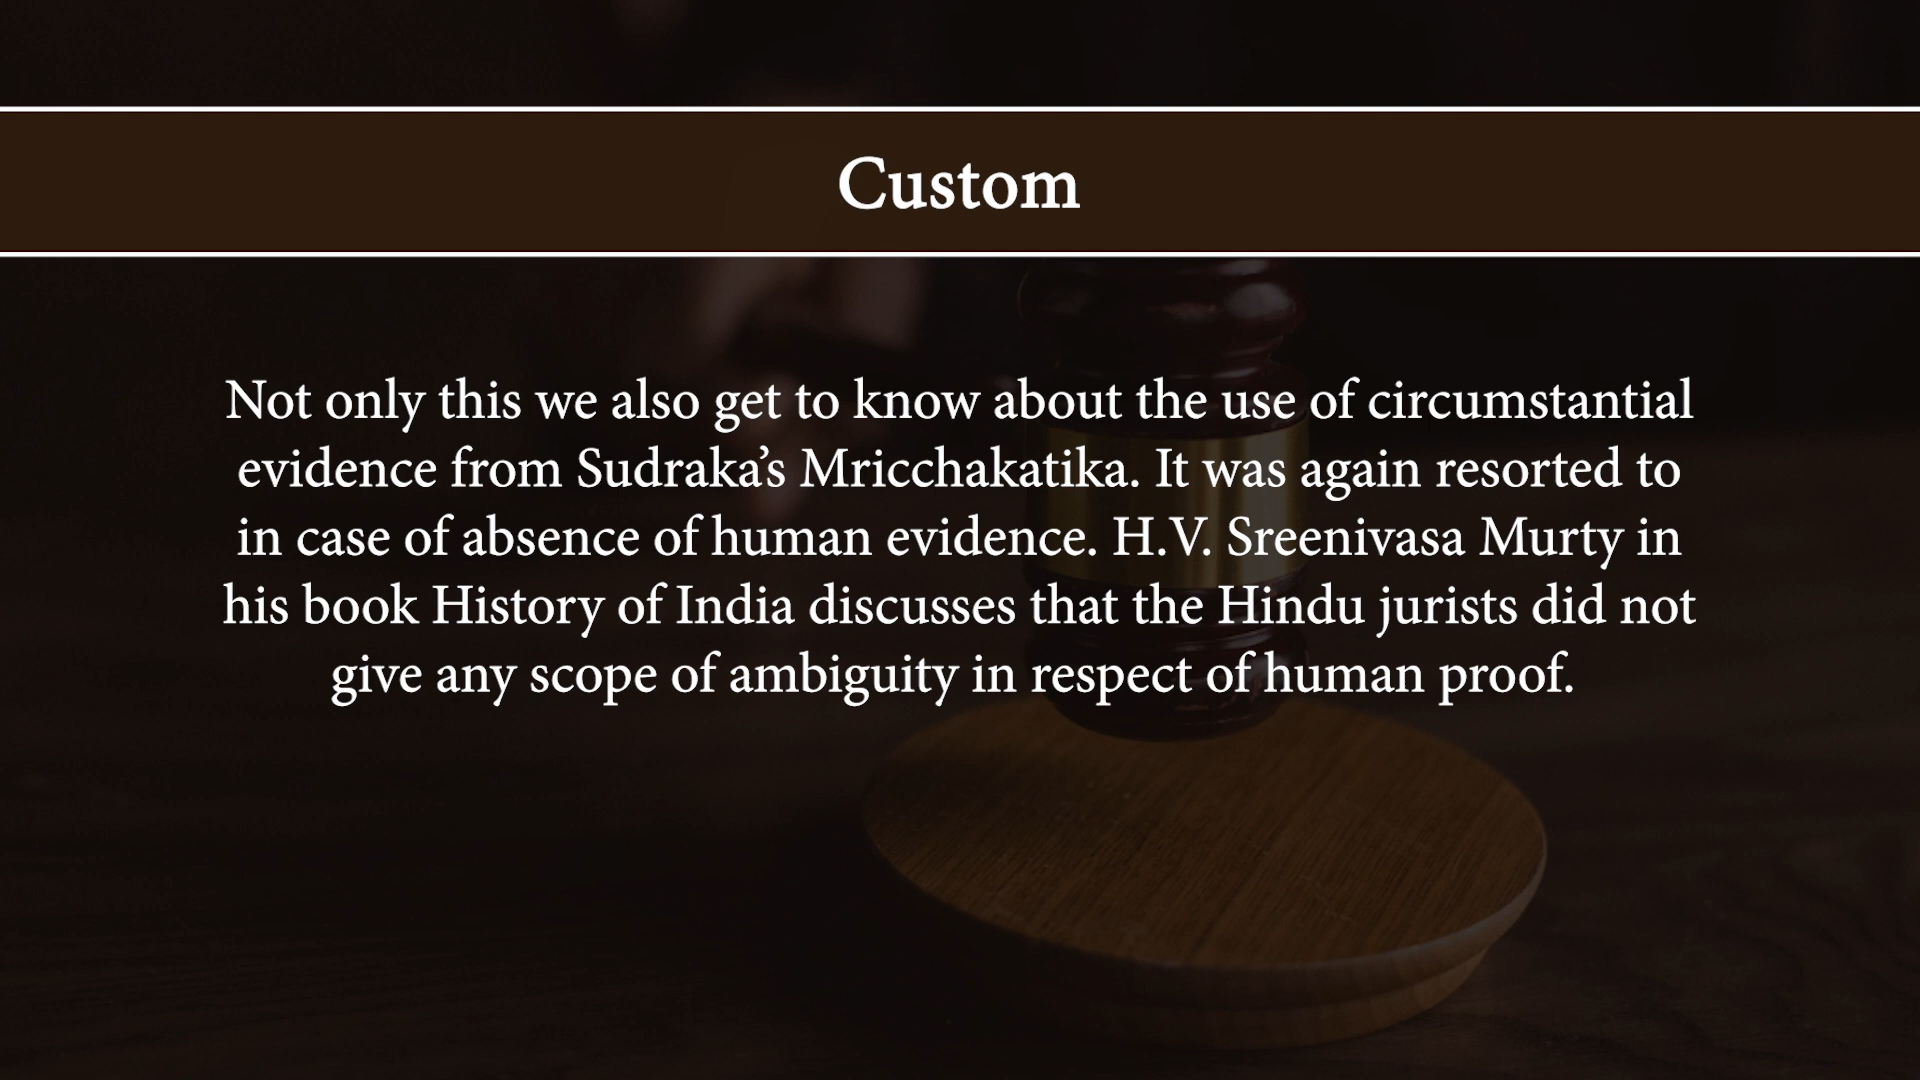 Custom
Not only this we also get to know about the use of circumstantial
evidence from Sudraka’s Mricchakatika. It was again resorted to
in case of absence of human evidence. H.V. Sreenivasa Murty in
his book History of India discusses that the Hindu jurists did not
give any scope of ambiguity in respect of human proof.